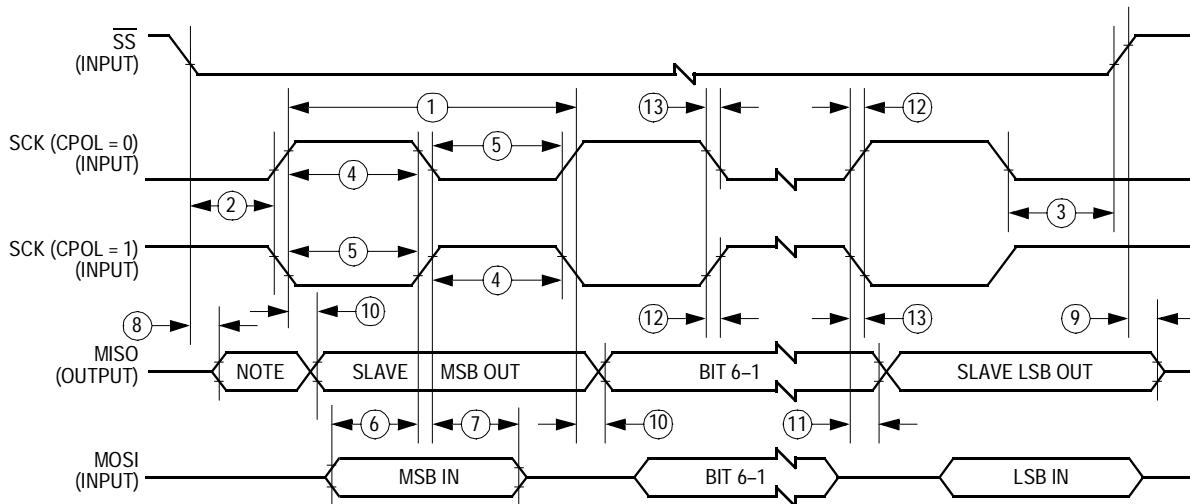 SS
(INPUT)
1
13
12
SCK (CPOL = 0)
(INPUT)
5
4
2
3
SCK (CPOL = 1)
(INPUT)
5
4
8
10
12
13
9
MISO
(OUTPUT)
NOTE
SLAVE MSB OUT
BIT 6–1
SLAVE LSB OUT
6
7
10
11
MOSI
(INPUT)
MSB IN
BIT 6–1
LSB IN